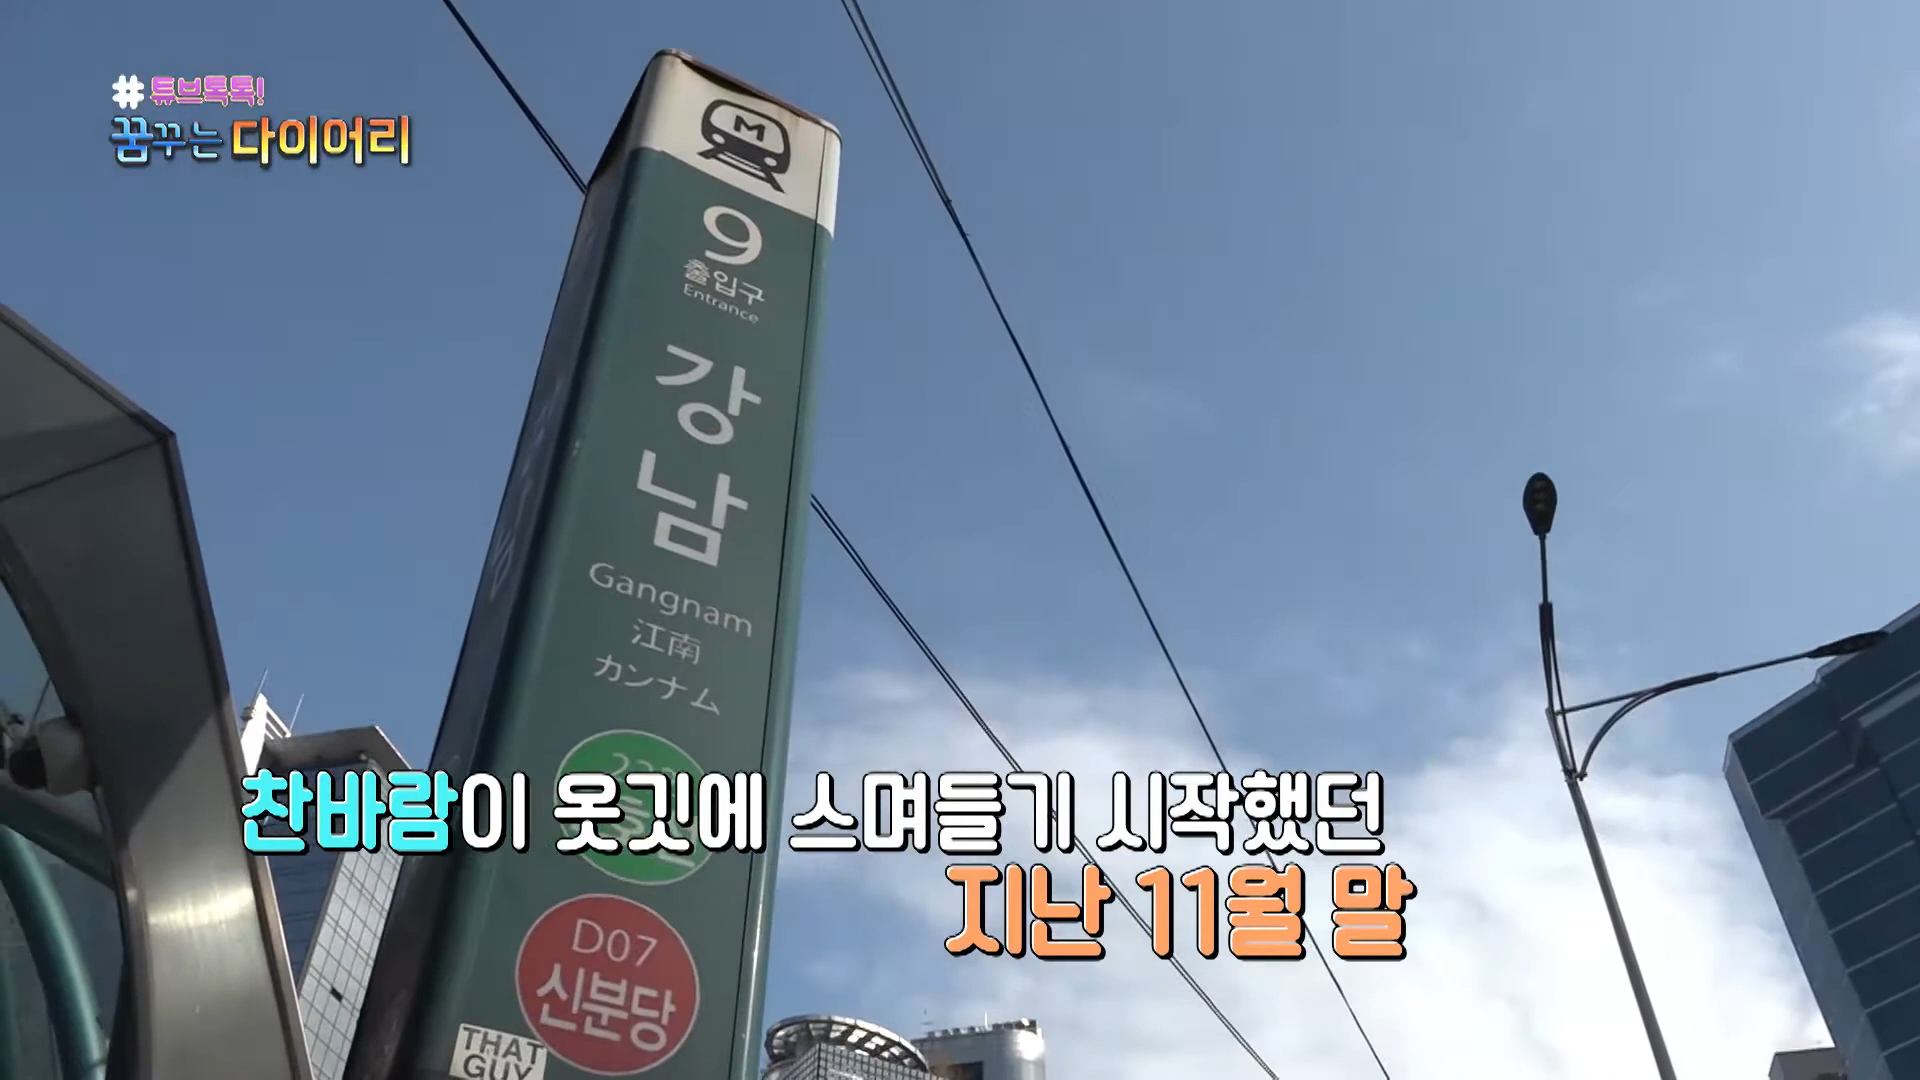 #튜브톡톡!
꿈꾸는 다이어리
M
9
출입구
Entrance
강남
Gangnam
江南
カンナム
찬바람이 옷깃에 스며들기 시작했던
지난 11월 말
D07
신분당
THAT
GUY